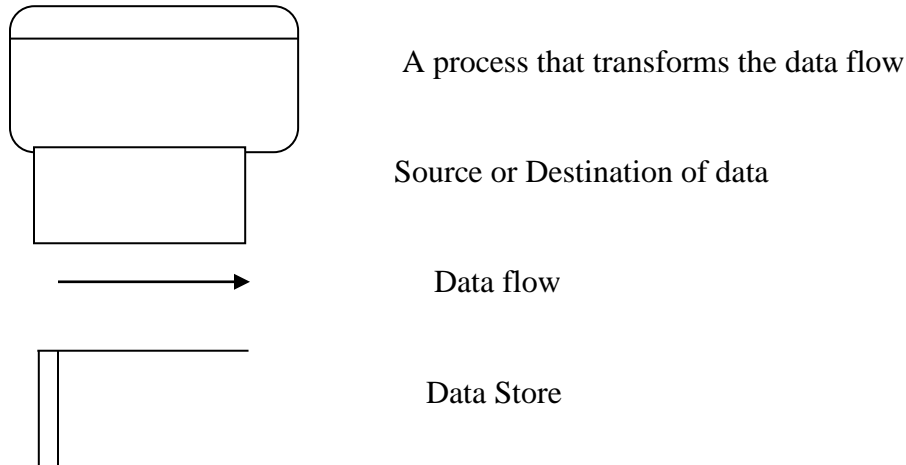 A process that transforms the data flow
Source or Destination of data
Data flow
Data Store